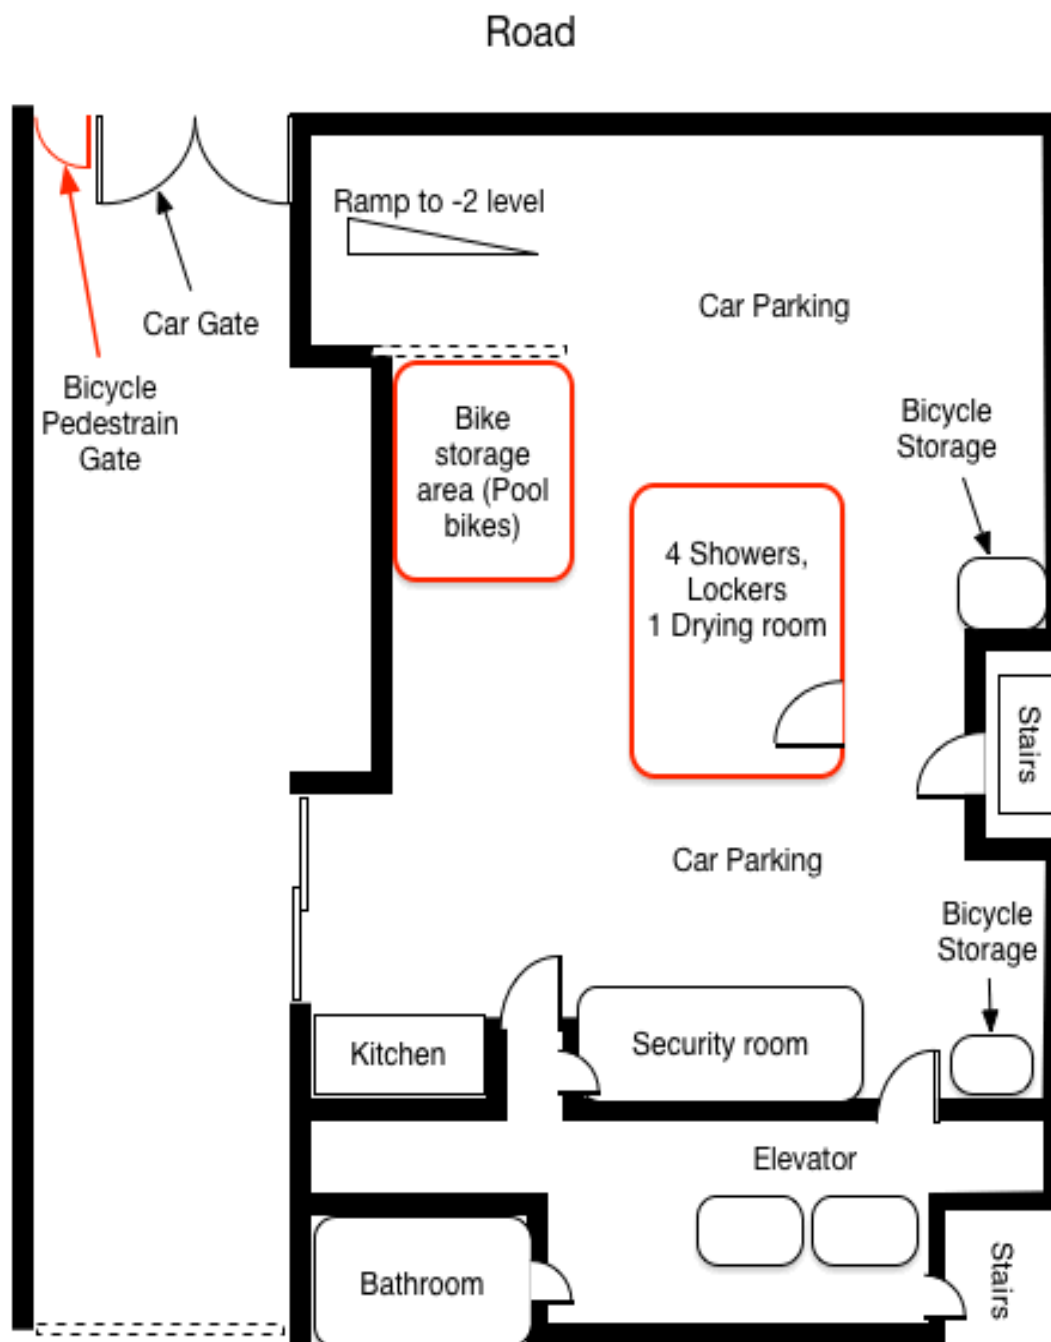 Road
Ramp to -2 level
Car Gate
Car Parking
Bicycle
Pedestrain
Gate
Bike
storage
area (Pool
bikes)
Bicycle
Storage
4 Showers,
Lockers
1 Drying room
Stairs
Car Parking
Bicycle
Storage
Kitchen
Security room
Elevator
Bathroom
Stairs